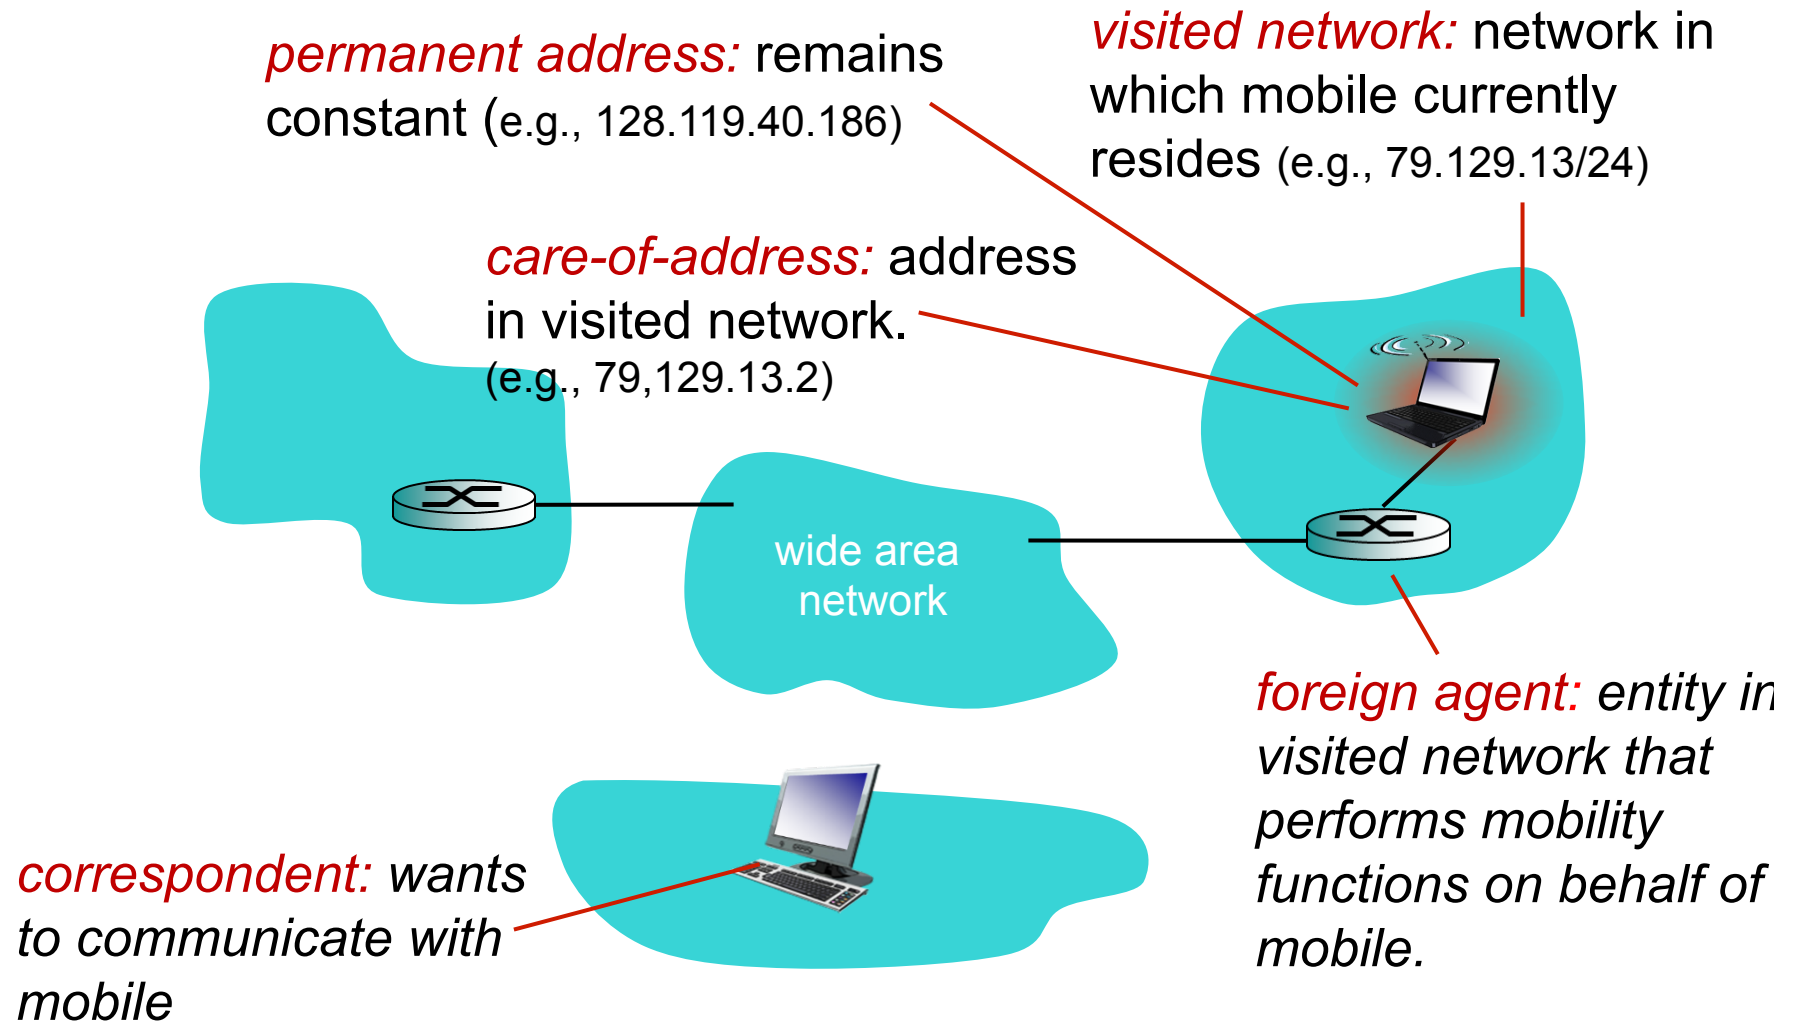 permanent address: remains
constant (e.g., 128.119.40.186)
visited network: network in
which mobile currently
resides (e.g., 79.129.13/24)
care-of-address: address
in visited network.
(e.g., 79,129.13.2)
wide area
network
foreign agent: entity in
visited network that
performs mobility
functions on behalf of
mobile.
correspondent: wants
to communicate with
mobile